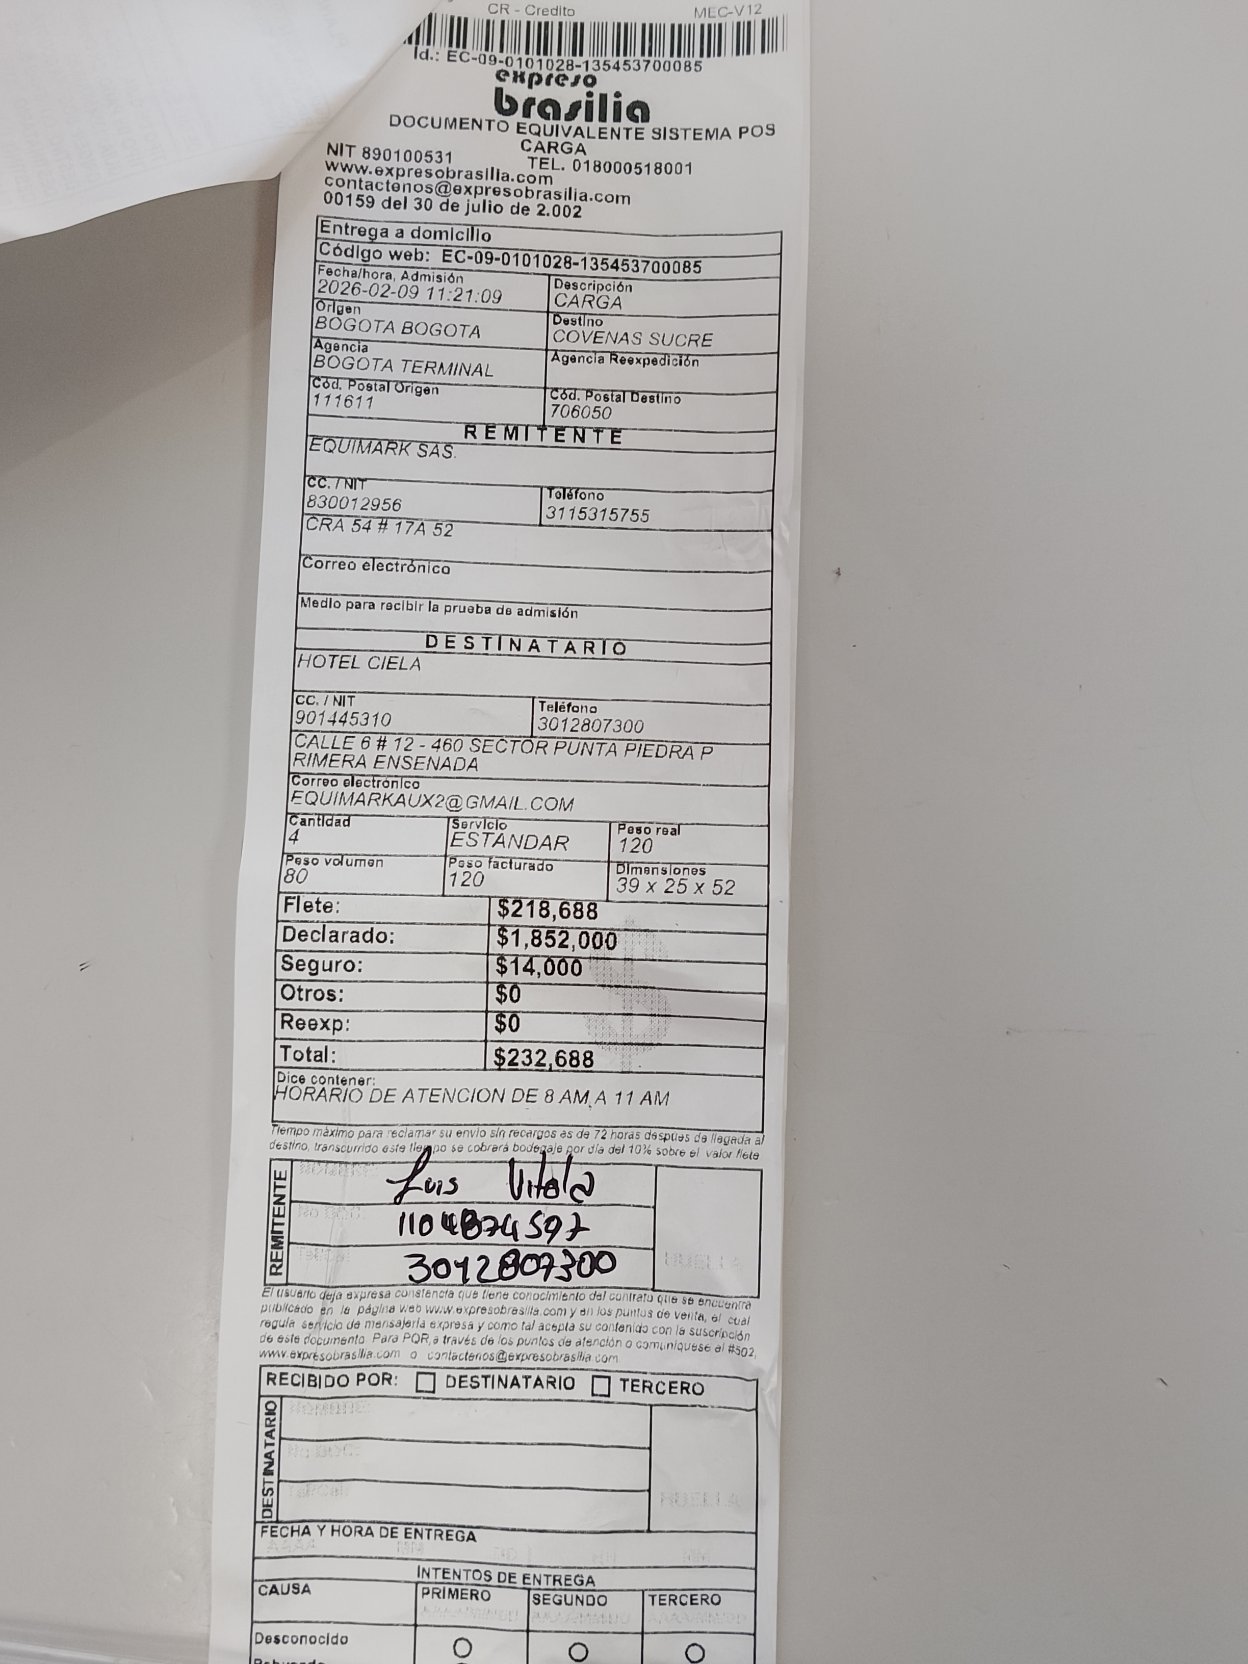 CR - Credito MEC-V12
Id.: EC-09-0101028-135453700085
expreso
brasilia
DOCUMENTO EQUIVALENTE SISTEMA POS
CARGA
NIT 890100531 TEL. 018000518001
www.expresobrasilia.com
contactenos@expresobrasilia.com
00159 del 30 de julio de 2.002
Entrega a domicilio
Código web: EC-09-0101028-135453700085
Fecha/hora, Admisión Descripción
2026-02-09 11:21:09 CARGA
Origen Destino
BOGOTA BOGOTA COVENAS SUCRE
Agencia Agencia Reexpedición
BOGOTA TERMINAL
Cód. Postal Origen Cód. Postal Destino
111611 706050
REMITENTE
EQUIMARK SAS.
CC. / NIT Teléfono
830012956 3115315755
CRA 54 # 17A 52
Correo electrónico
Medio para recibir la prueba de admisión
DESTINATARIO
HOTEL CIELA
CC. / NIT Teléfono
901445310 3012807300
CALLE 6 # 12 - 460 SECTOR PUNTA PIEDRA P
RIMERA ENSENADA
Correo electrónico
EQUIMARKAUX2@GMAIL.COM
Cantidad Servicio Peso real
4 ESTANDAR 120
Peso volumen Peso facturado Dimensiones
80 120 39 x 25 x 52
Flete: $218,688
Declarado: $1,852,000
Seguro: $14,000
Otros: $0
Reexp: $0
Total: $232,688
Dice contener:
HORARIO DE ATENCION DE 8 AM A 11 AM
Tiempo máximo para reclamar su envio sin recargos es de 72 horas despues de llegada al
destino, transcurrido este tiempo se cobrará bodegaje por día del 10% sobre el valor flete
REMITENTE
Luis Vitola
1104874597
3012807300
El usuario deja expresa constancia que tiene conocimiento del contrato que se encuentra
publicado en la página web www.expresobrasilia.com y en los puntos de venta, el cual
regula servicio de mensajería expresa y como tal acepta su contenido con la suscripción
de este documento. Para PQR, a través de los puntos de atención o comuníquese al #502,
www.expresobrasilia.com o contactenos@expresobrasilia.com
RECIBIDO POR: DESTINATARIO TERCERO
DESTINATARIO
FECHA Y HORA DE ENTREGA
INTENTOS DE ENTREGA
CAUSA PRIMERO SEGUNDO TERCERO
Desconocido